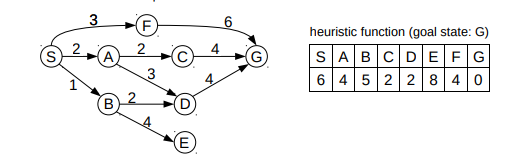 3
F
6
heuristic function (goal state: G)
S 2 A 2 C 4 G
S A B C D E F G
3
1
4
6 4 5 2 2 8 4 0
B 2 D
4
E